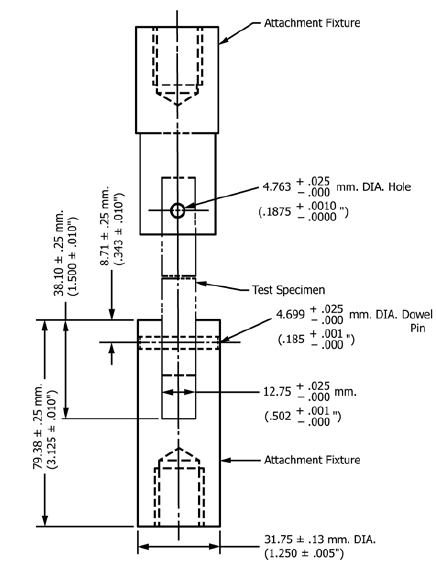 Attachment Fixture
4.763 + .025 - .000 mm. DIA. Hole
(.1875 + .0010 - .0000 ")
8.71 ± .25 mm.
(.343 ± .010")
38.10 ± .25 mm.
(1.500 ± .010")
Test Specimen
4.699 + .025 - .000 mm. DIA. Dowel
Pin
(.185 + .001 - .000 ")
12.75 + .025 - .000 mm.
(.502 + .001 - .000 ")
79.38 ± .25 mm.
(3.125 ± .010")
Attachment Fixture
31.75 ± .13 mm. DIA.
(1.250 ± .005")